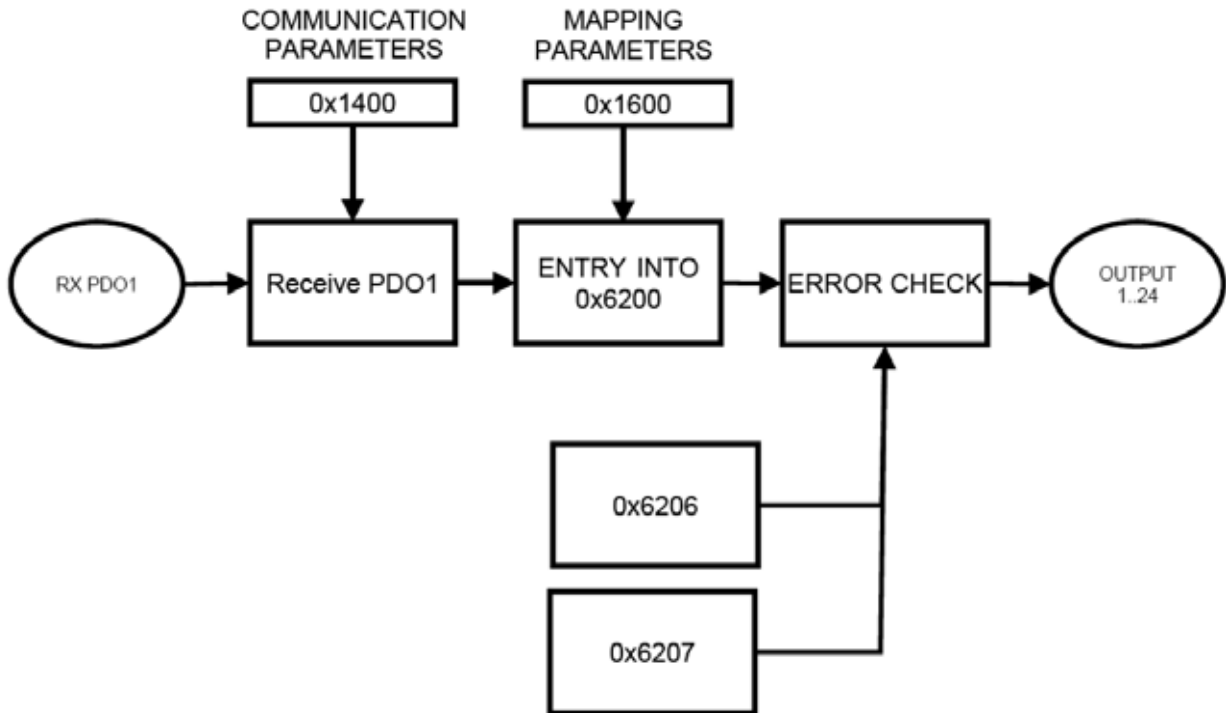 COMMUNICATION
PARAMETERS
MAPPING
PARAMETERS
0x1400
0x1600
RX PDO1
Receive PDO1
ENTRY INTO
0x6200
ERROR CHECK
OUTPUT
1..24
0x6206
0x6207